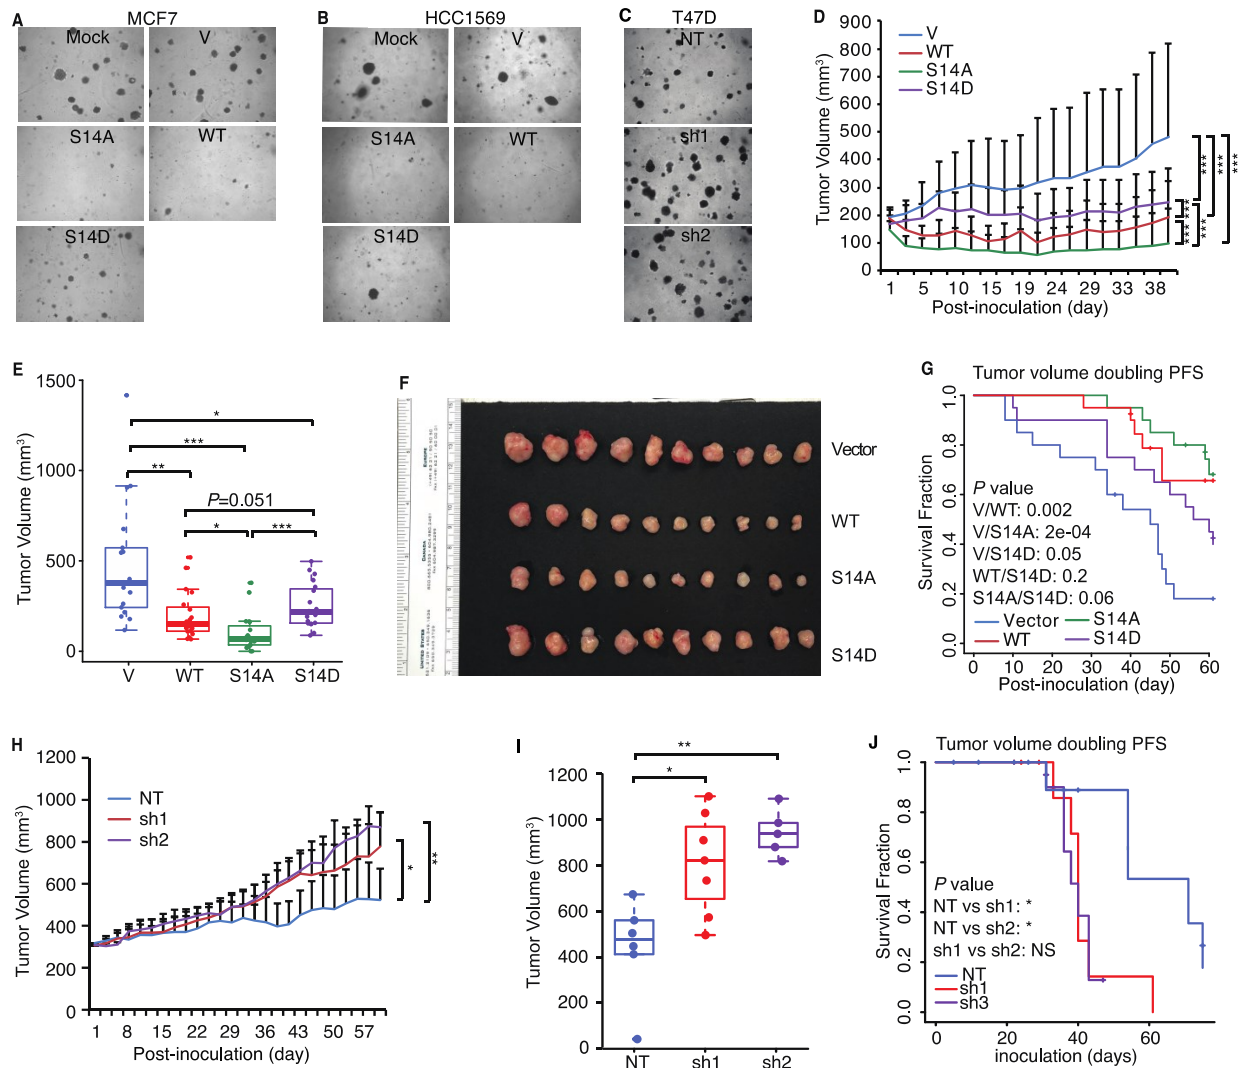 A
MCF7
Mock
V
S14A
WT
S14D
B
HCC1569
Mock
V
S14A
WT
S14D
C
T47D
NT
sh1
sh2
D
V
WT
S14A
S14D
Tumor Volume (mm³)
900
800
700
600
500
400
300
200
100
0
1 5 10 15 19 24 29 33 38
Post-inoculation (day)
***
***
***
***
***
***
E
Tumor Volume (mm³)
1500
1000
500
0
*
***
**
P=0.051
*
***
V WT S14A S14D
F
Vector
WT
S14A
S14D
EUROPE
CANADA
UNITED STATES
G
Tumor volume doubling PFS
Survival Fraction
1.0
0.8
0.6
0.4
0.2
0.0
P value
V/WT: 0.002
V/S14A: 2e-04
V/S14D: 0.05
WT/S14D: 0.2
S14A/S14D: 0.06
Vector
S14A
WT
S14D
0 10 20 30 40 50 60
Post-inoculation (day)
H
Tumor Volume (mm³)
1200
1000
800
600
400
200
0
NT
sh1
sh2
*
**
1 8 15 22 29 36 43 50 57
Post-inoculation (day)
I
Tumor Volume (mm³)
1200
1000
800
600
400
200
0
**
*
NT sh1 sh2
J
Tumor volume doubling PFS
Survival Fraction
1.0
0.8
0.6
0.4
0.2
0.0
P value
NT vs sh1: *
NT vs sh2: *
sh1 vs sh2: NS
NT
sh1
sh3
0 20 40 60
inoculation (days)